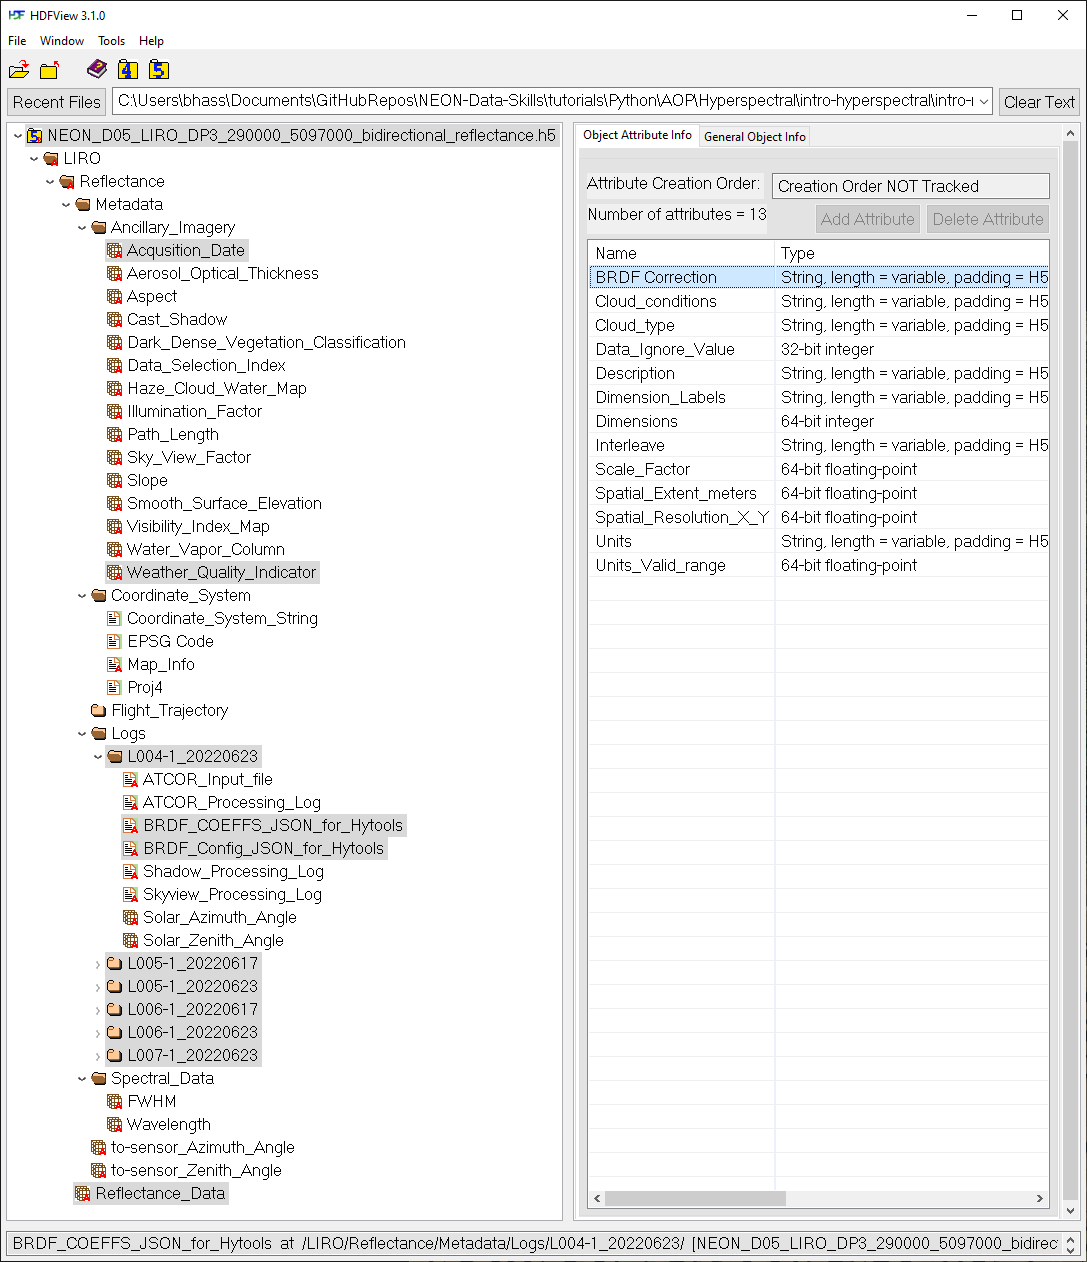 HDF HDFView 3.1.0
File Window Tools Help
4 5
Recent Files C:\Users\bhass\Documents\GitHubRepos\NEON-Data-Skills\tutorials\Python\AOP\Hyperspectral\intro-hyperspectral\intro-r Clear Text
5 NEON_D05_LIRO_DP3_290000_5097000_bidirectional_reflectance.h5
LIRO
Reflectance
Metadata
Ancillary_Imagery
Acqusition_Date
Aerosol_Optical_Thickness
Aspect
Cast_Shadow
Dark_Dense_Vegetation_Classification
Data_Selection_Index
Haze_Cloud_Water_Map
Illumination_Factor
Path_Length
Sky_View_Factor
Slope
Smooth_Surface_Elevation
Visibility_Index_Map
Water_Vapor_Column
Weather_Quality_Indicator
Coordinate_System
Coordinate_System_String
EPSG Code
Map_Info
Proj4
Flight_Trajectory
Logs
L004-1_20220623
ATCOR_Input_file
ATCOR_Processing_Log
BRDF_COEFFS_JSON_for_Hytools
BRDF_Config_JSON_for_Hytools
Shadow_Processing_Log
Skyview_Processing_Log
Solar_Azimuth_Angle
Solar_Zenith_Angle
L005-1_20220617
L005-1_20220623
L006-1_20220617
L006-1_20220623
L007-1_20220623
Spectral_Data
FWHM
Wavelength
to-sensor_Azimuth_Angle
to-sensor_Zenith_Angle
Reflectance_Data
Object Attribute Info General Object Info
Attribute Creation Order: Creation Order NOT Tracked
Number of attributes = 13 Add Attribute Delete Attribute
Name Type
BRDF Correction String, length = variable, padding = H5
Cloud_conditions String, length = variable, padding = H5
Cloud_type String, length = variable, padding = H5
Data_Ignore_Value 32-bit integer
Description String, length = variable, padding = H5
Dimension_Labels String, length = variable, padding = H5
Dimensions 64-bit integer
Interleave String, length = variable, padding = H5
Scale_Factor 64-bit floating-point
Spatial_Extent_meters 64-bit floating-point
Spatial_Resolution_X_Y 64-bit floating-point
Units String, length = variable, padding = H5
Units_Valid_range 64-bit floating-point
BRDF_COEFFS_JSON_for_Hytools at /LIRO/Reflectance/Metadata/Logs/L004-1_20220623/ [NEON_D05_LIRO_DP3_290000_5097000_bidirec